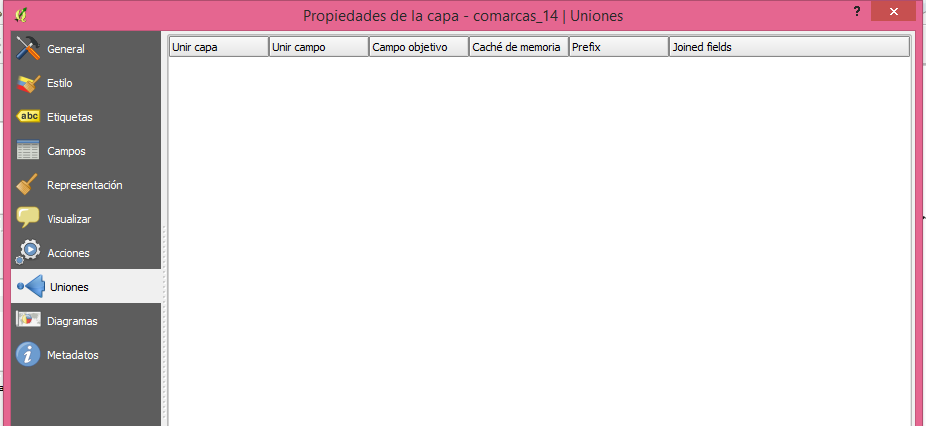 Propiedades de la capa - comarcas_14 | Uniones
?
x
General
Estilo
abc
Etiquetas
Campos
Representación
Visualizar
Acciones
Uniones
Diagramas
i
Metadatos
Unir capa Unir campo Campo objetivo Caché de memoria Prefix Joined fields